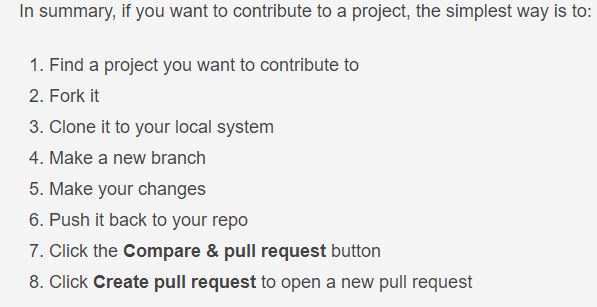 In summary, if you want to contribute to a project, the simplest way is to:
1. Find a project you want to contribute to
2. Fork it
3. Clone it to your local system
4. Make a new branch
5. Make your changes
6. Push it back to your repo
7. Click the Compare & pull request button
8. Click Create pull request to open a new pull request